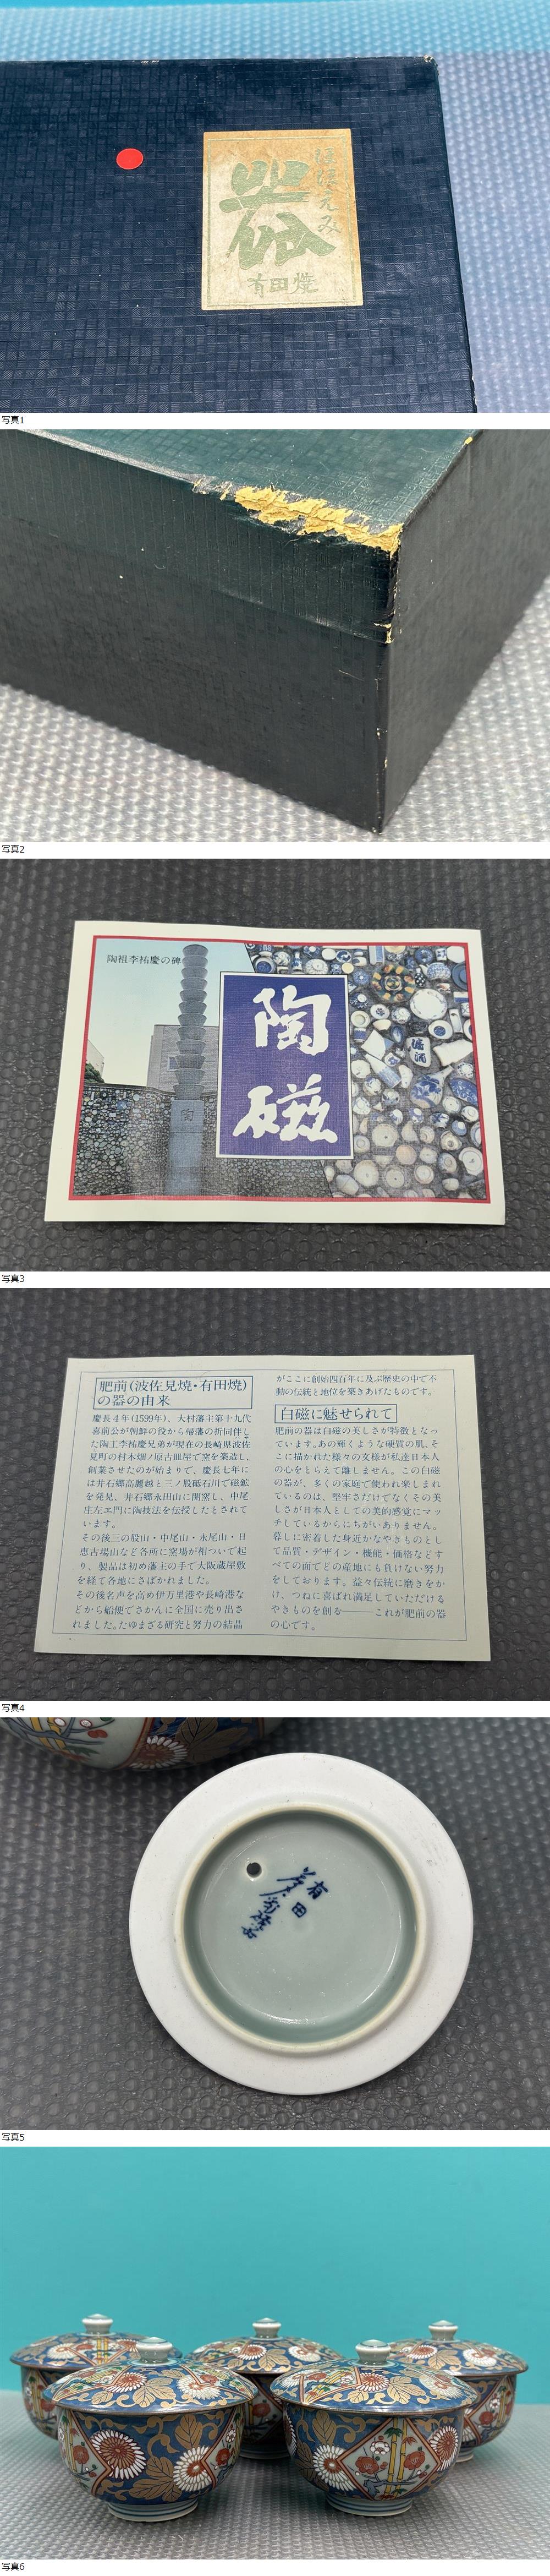 ほほえみ
有田焼
写真1
写真2
陶祖李祐慶の碑
陶磁
陶
写真3
肥前(波佐見焼・有田焼)
の器の由来
慶長4年(1599年)、大村藩主第十九代
喜前公が朝鮮の役から帰藩の折同伴し
た陶工李祐慶兄弟が現在の長崎県波佐
見町の村木畑ノ原古皿屋で窯を築造し、
創業させたのが始まりで、慶長七年に
は井石郷高麗越と三ノ股砥石川で磁鉱
を発見、井石郷永田山に開窯し、中尾
庄左エ門に陶技法を伝授したとされて
います。
その後三の股山・中尾山・永尾山・日
恵古場山など各所に窯場が相ついで起
り、製品は初め藩主の手で大阪蔵屋敷
を経て各地にさばかれました。
その後名声を高め伊万里港や長崎港な
どから船便でさかんに全国に売り出さ
れました。たゆまざる研究と努力の結晶
がここに創始四百年に及ぶ歴史の中で不
動の伝統と地位を築きあげたものです。
白磁に魅せられて
肥前の器は白磁の美しさが特徴となっ
ています。あの輝くような硬質の肌、そ
こに描かれた様々の文様が私達日本人
の心をとらえて離しません。この白磁
の器が、多くの家庭で使われ楽しまれ
ているのは、堅牢さだけでなくその美
しさが日本人としての美的感覚にマッ
チしているからにちがいありません。
暮しに密着した身近かなやきものとし
て品質・デザイン・機能・価格などす
べての面でどの産地にも負けない努力
をしております。益々伝統に磨きをか
け、つねに喜ばれ満足していただける
やきものを創る——これが肥前の器
の心です。
写真4
有田
写真5
写真6